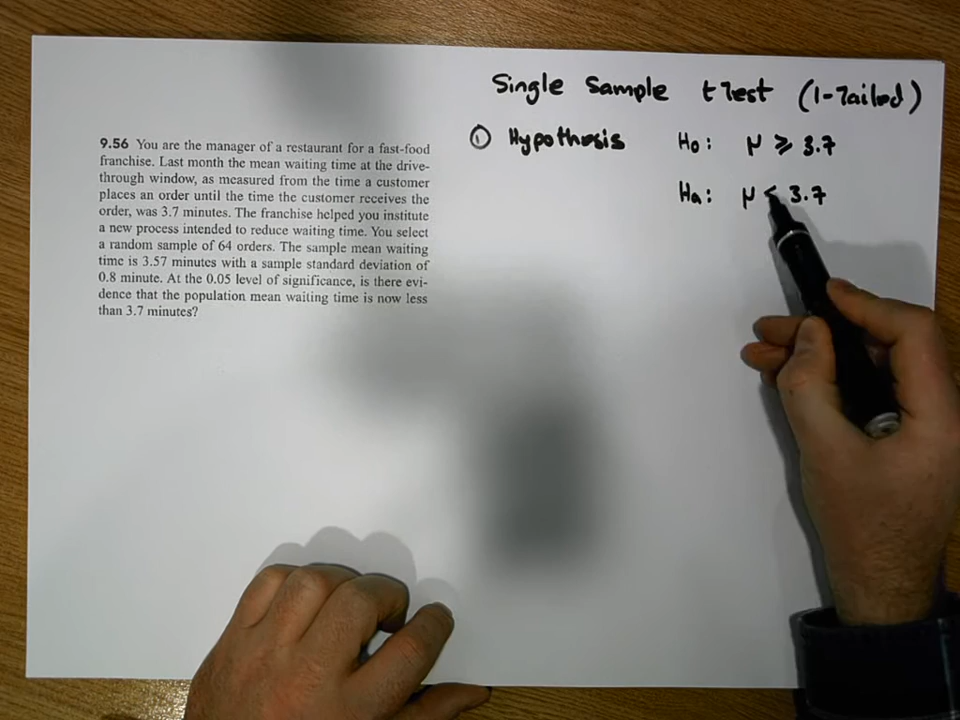 Single Sample t Test (1-Tailed)
9.56 You are the manager of a restaurant for a fast-food
franchise. Last month the mean waiting time at the drive-
through window, as measured from the time a customer
places an order until the time the customer receives the
order, was 3.7 minutes. The franchise helped you institute
a new process intended to reduce waiting time. You select
a random sample of 64 orders. The sample mean waiting
time is 3.57 minutes with a sample standard deviation of
0.8 minute. At the 0.05 level of significance, is there evi-
dence that the population mean waiting time is now less
than 3.7 minutes?
① Hypothesis H₀: μ ≥ 3.7
Ha: μ < 3.7